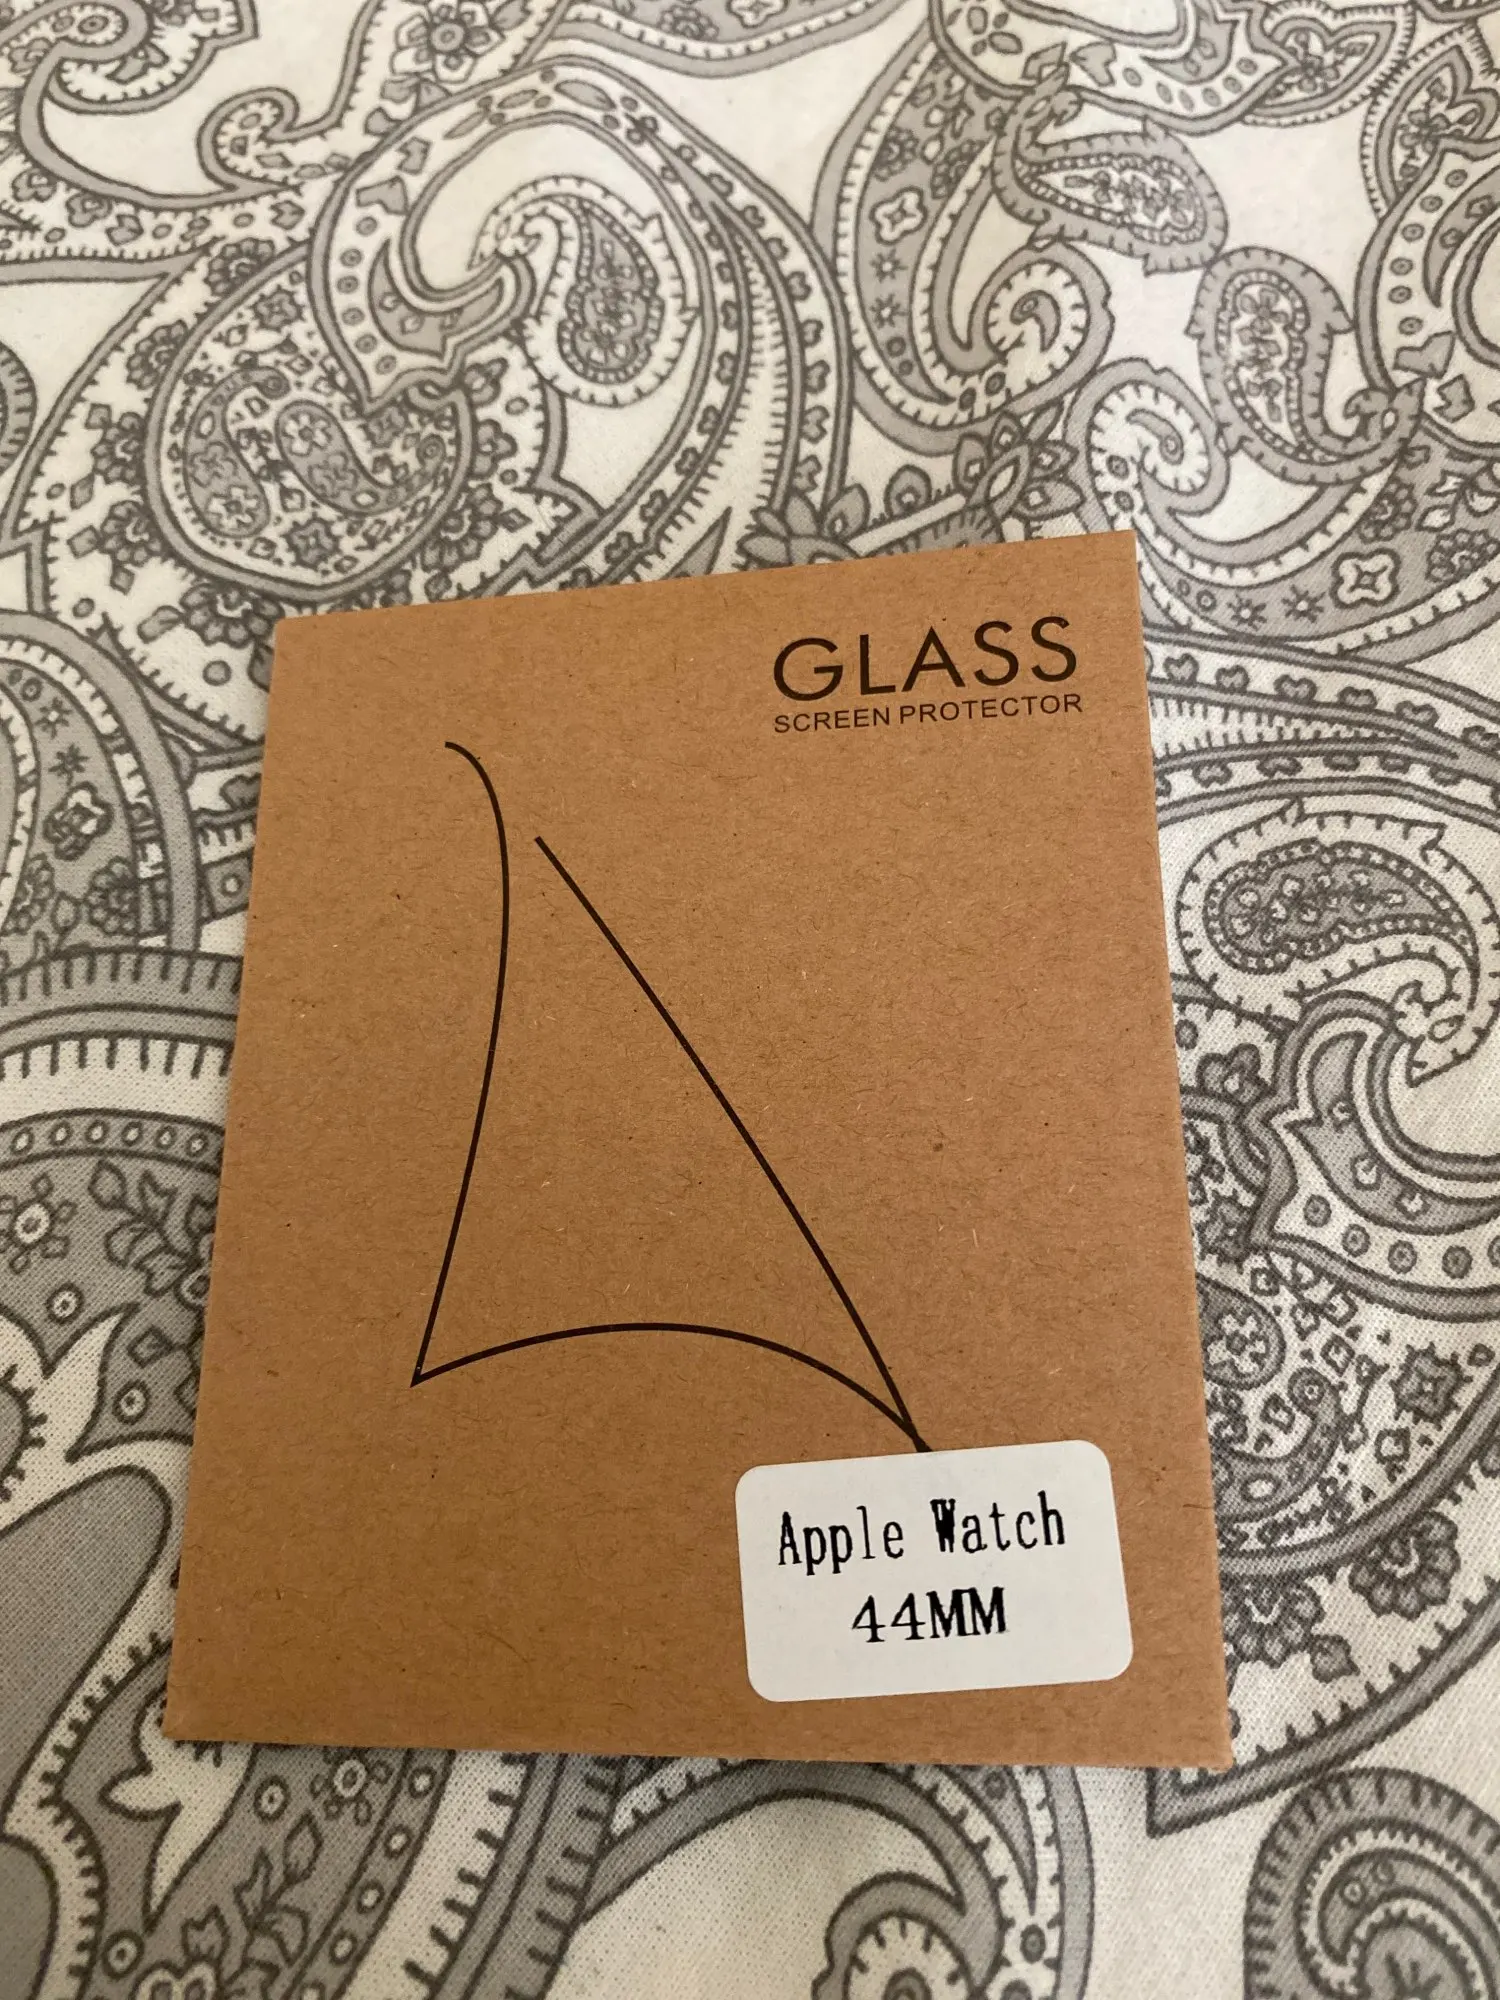 GLASS
SCREEN PROTECTOR
Apple Watch
44MM